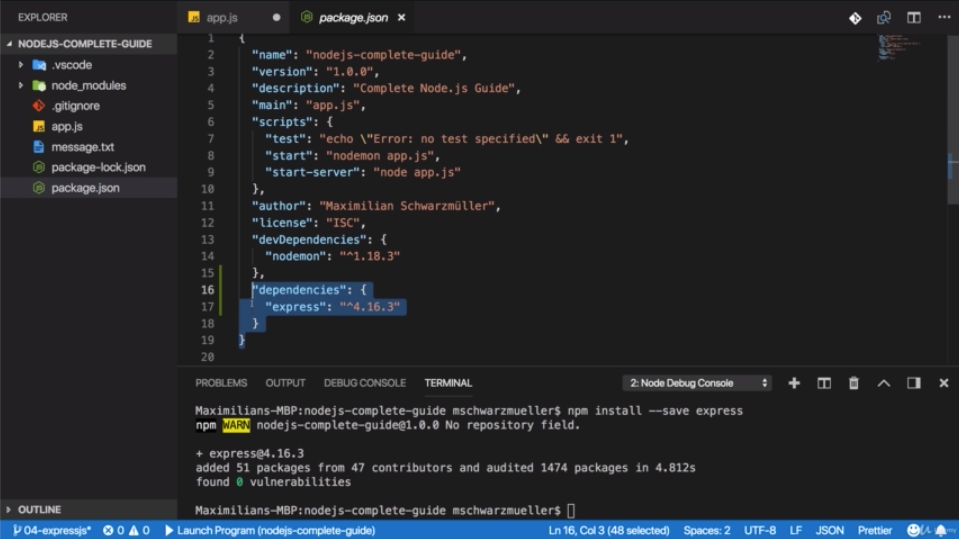 EXPLORER
app.js
package.json
NODEJS-COMPLETE-GUIDE
.vscode
node_modules
.gitignore
app.js
message.txt
package-lock.json
package.json
1 {
2 "name": "nodejs-complete-guide",
3 "version": "1.0.0",
4 "description": "Complete Node.js Guide",
5 "main": "app.js",
6 "scripts": {
7 "test": "echo \"Error: no test specified\" && exit 1",
8 "start": "nodemon app.js",
9 "start-server": "node app.js"
10 },
11 "author": "Maximilian Schwarzmüller",
12 "license": "ISC",
13 "devDependencies": {
14 "nodemon": "^1.18.3"
15 },
16 "dependencies": {
17 "express": "^4.16.3"
18 }
19 }
20
PROBLEMS OUTPUT DEBUG CONSOLE TERMINAL 2: Node Debug Console
Maximilians-MBP:nodejs-complete-guide mschwarzmueller$ npm install --save express
npm WARN nodejs-complete-guide@1.0.0 No repository field.
+ express@4.16.3
added 51 packages from 47 contributors and audited 1474 packages in 4.812s
found 0 vulnerabilities
Maximilians-MBP:nodejs-complete-guide mschwarzmueller$
OUTLINE
04-expressjs* 0 0 Launch Program (nodejs-complete-guide) Ln 16, Col 3 (48 selected) Spaces: 2 UTF-8 LF JSON Prettier